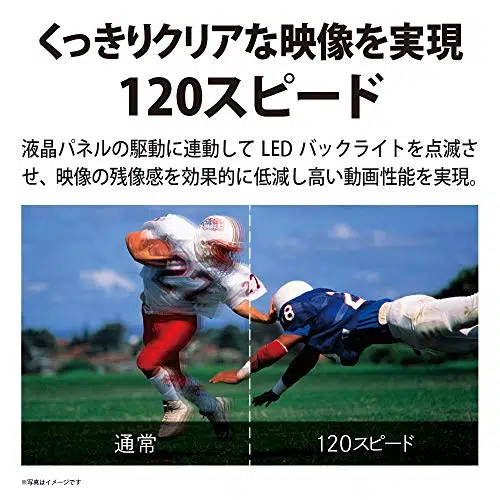 くっきりクリアな映像を実現
120スピード
液晶パネルの駆動に連動して LED バックライトを点滅さ
せ、映像の残像感を効果的に低減し高い動画性能を実現。
27
27
8
通常
120スピード
※写真はイメージです